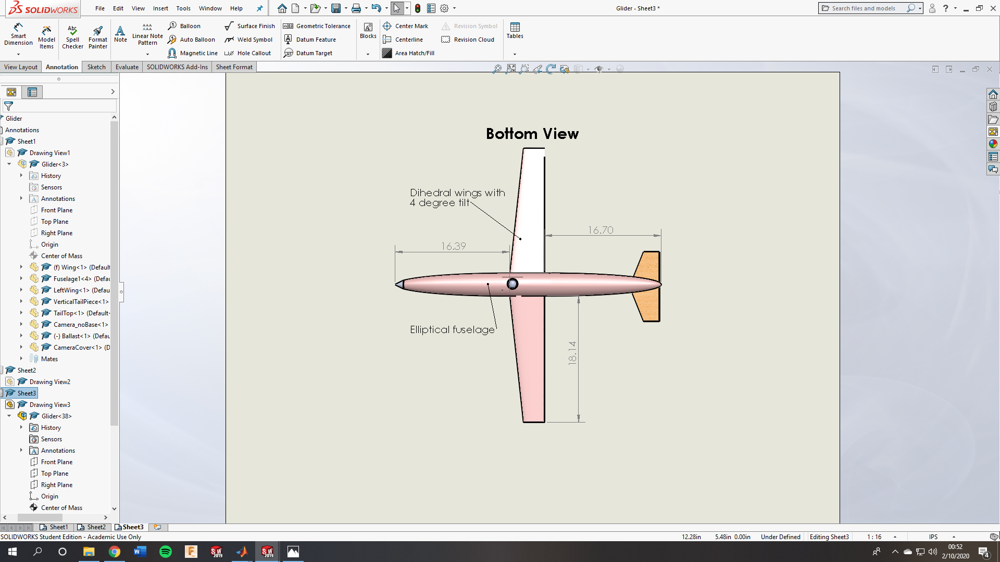 SOLIDWORKS
File Edit View Insert Tools Window Help
Glider - Sheet3 *
Search files and models
Smart Dimension
Model Items
Spell Checker
Format Painter
Note
Linear Note Pattern
Balloon
Auto Balloon
Magnetic Line
Surface Finish
Weld Symbol
Hole Callout
Geometric Tolerance
Datum Feature
Datum Target
Blocks
Center Mark
Centerline
Area Hatch/Fill
Revision Symbol
Revision Cloud
Tables
View Layout Annotation Sketch Evaluate SOLIDWORKS Add-Ins Sheet Format
Glider
Annotations
Sheet1
Drawing View1
Glider<3>
History
Sensors
Annotations
Front Plane
Top Plane
Right Plane
Origin
Center of Mass
(f) Wing<1> (Default
Fuselage1<4> (Defau
LeftWing<1> (Defau
VerticalTailPiece<1>
TailTop<1> (Default<
Camera_noBase<1>
(-) Ballast<1> (Defau
CameraCover<1> (D
Mates
Sheet2
Drawing View2
Sheet3
Drawing View3
Glider<38>
History
Sensors
Annotations
Front Plane
Top Plane
Right Plane
Origin
Center of Mass
Bottom View
Dihedral wings with
4 degree tilt
16.70
16.39
Elliptical fuselage
18.14
Sheet1 Sheet2 Sheet3
SOLIDWORKS Student Edition - Academic Use Only
12.28in 5.48in 0.00in Under Defined Editing Sheet3 1 : 16 IPS
00:52
2/10/2020
4